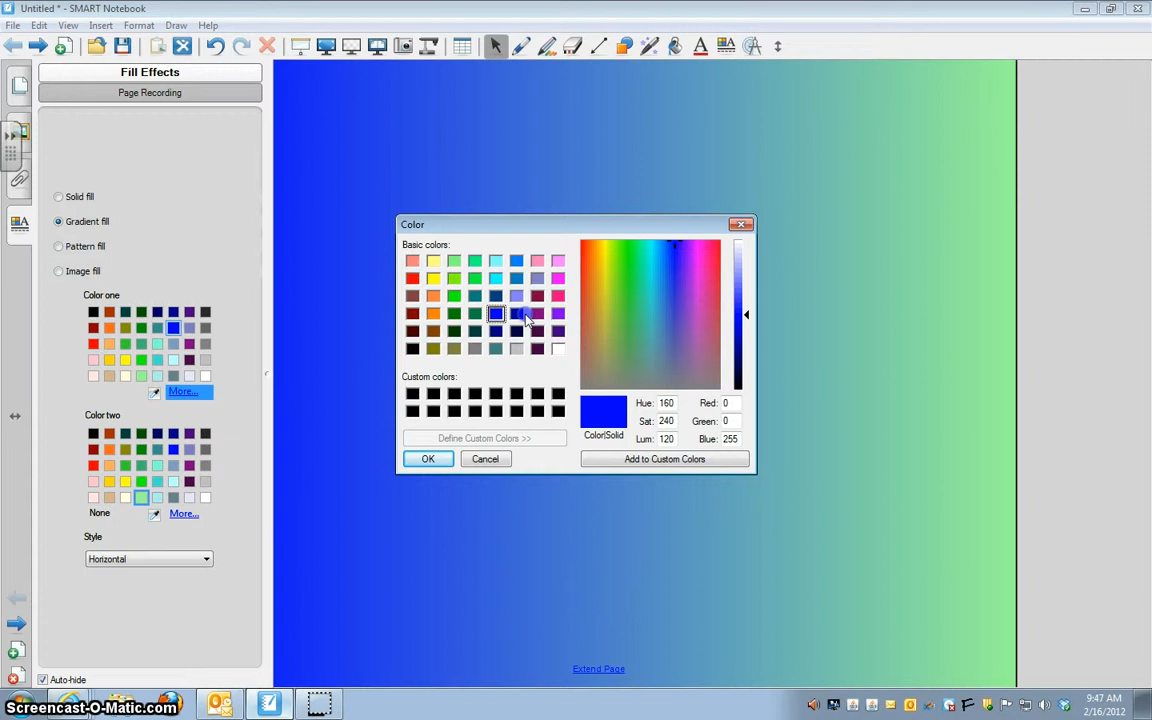 Untitled * - SMART Notebook
File Edit View Insert Format Draw Help
Fill Effects
Page Recording
Solid fill
Gradient fill
Pattern fill
Image fill
Color one
More...
Color two
None More...
Style
Horizontal
Auto-hide
Color
Basic colors:
Custom colors:
Define Custom Colors >>
OK Cancel
Hue: 160 Red: 0
Sat: 240 Green: 0
Color|Solid
Lum: 120 Blue: 255
Add to Custom Colors
Extend Page
Screencast-O-Matic.com
9:47 AM
2/16/2012